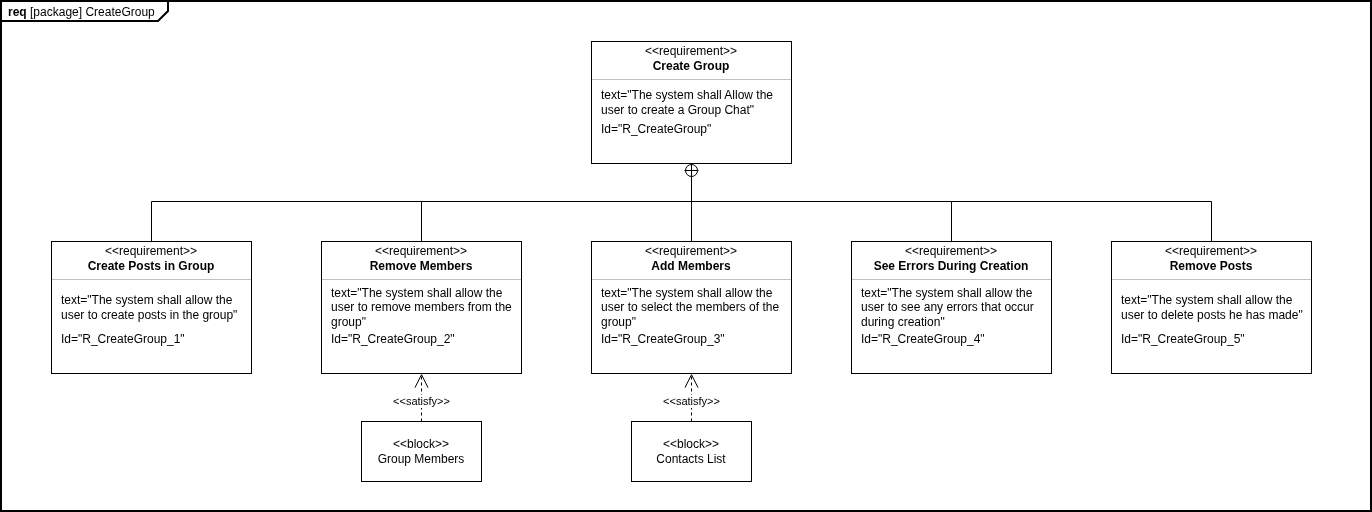 req [package] CreateGroup
<<requirement>>
Create Group
text="The system shall Allow the
user to create a Group Chat"
Id="R_CreateGroup"
<<requirement>>
Create Posts in Group
text="The system shall allow the
user to create posts in the group"
Id="R_CreateGroup_1"
<<requirement>>
Remove Members
text="The system shall allow the
user to remove members from the
group"
Id="R_CreateGroup_2"
<<requirement>>
Add Members
text="The system shall allow the
user to select the members of the
group"
Id="R_CreateGroup_3"
<<requirement>>
See Errors During Creation
text="The system shall allow the
user to see any errors that occur
during creation"
Id="R_CreateGroup_4"
<<requirement>>
Remove Posts
text="The system shall allow the
user to delete posts he has made"
Id="R_CreateGroup_5"
<<satisfy>>
<<satisfy>>
<<block>>
Group Members
<<block>>
Contacts List